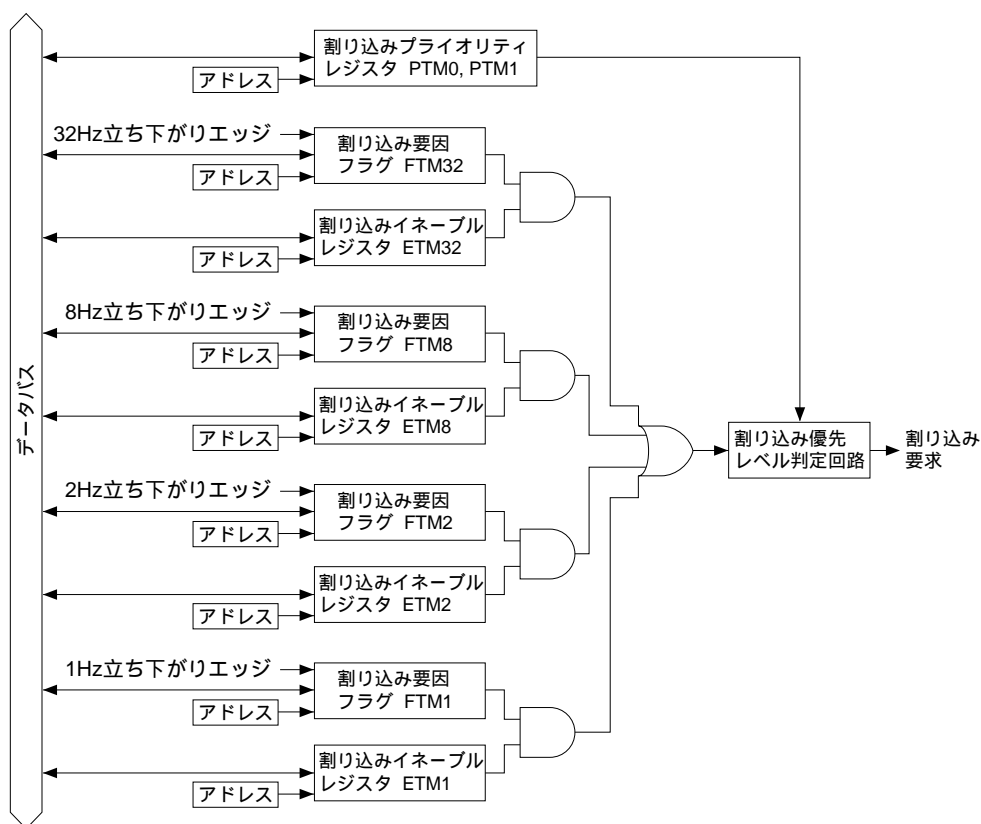 割り込みプライオリティ
レジスタ PTM0, PTM1
アドレス
32Hz立ち下がりエッジ
割り込み要因
フラグ FTM32
アドレス
割り込みイネーブル
レジスタ ETM32
アドレス
8Hz立ち下がりエッジ
割り込み要因
フラグ FTM8
アドレス
割り込みイネーブル
レジスタ ETM8
アドレス
データバス
割り込み優先
レベル判定回路
割り込み
要求
2Hz立ち下がりエッジ
割り込み要因
フラグ FTM2
アドレス
割り込みイネーブル
レジスタ ETM2
アドレス
1Hz立ち下がりエッジ
割り込み要因
フラグ FTM1
アドレス
割り込みイネーブル
レジスタ ETM1
アドレス